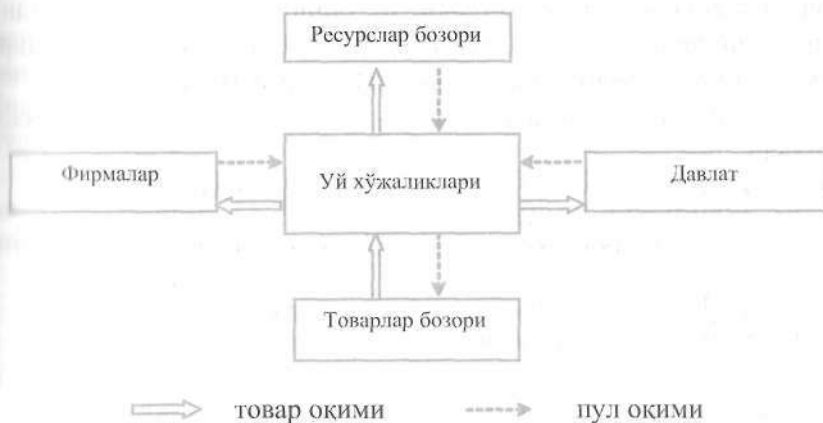 Ресурслар бозори
Фирмалар
Уй хўжаликлари
Давлат
Товарлар бозори
товар оқими
пул оқими